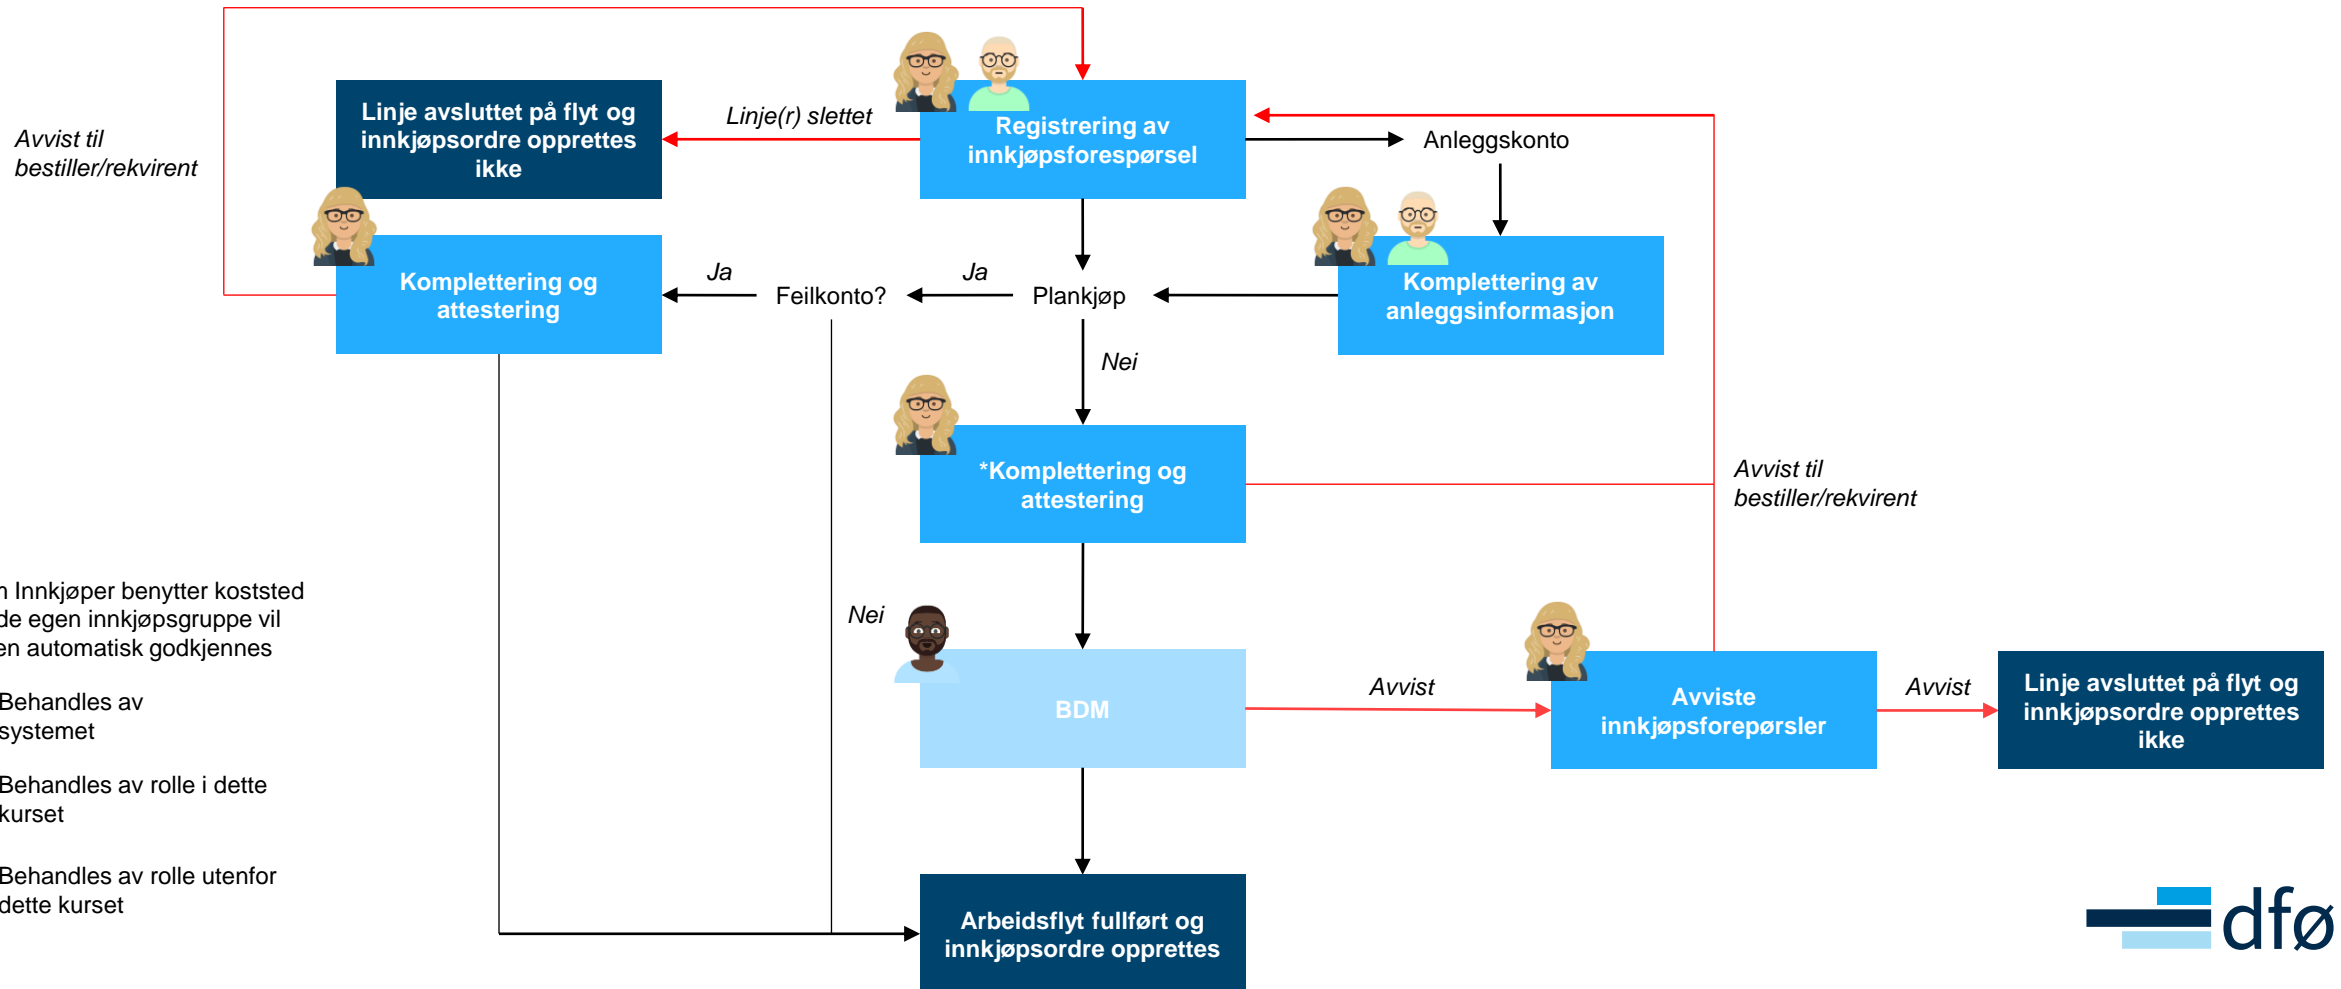 Avvist til
bestiller/rekvirent
Linje avsluttet på flyt og
innkjøpsordre opprettes
ikke
Linje(r) slettet
Registrering av
innkjøpsforespørsel
Anleggskonto
Komplettering og
attestering
Ja
Feilkonto?
Ja
Plankjøp
Komplettering av
anleggsinformasjon
Nei
*Komplettering og
attestering
Avvist til
bestiller/rekvirent
Innkjøper benytter koststed
egen innkjøpsgruppe vil
automatisk godkjennes
Nei
BDM
Avvist
Avviste
innkjøpsforepørsler
Avvist
Linje avsluttet på flyt og
innkjøpsordre opprettes
ikke
Behandles av
systemet
Behandles av rolle i dette
kurset
Behandles av rolle utenfor
dette kurset
Arbeidsflyt fullført og
innkjøpsordre opprettes
dfø